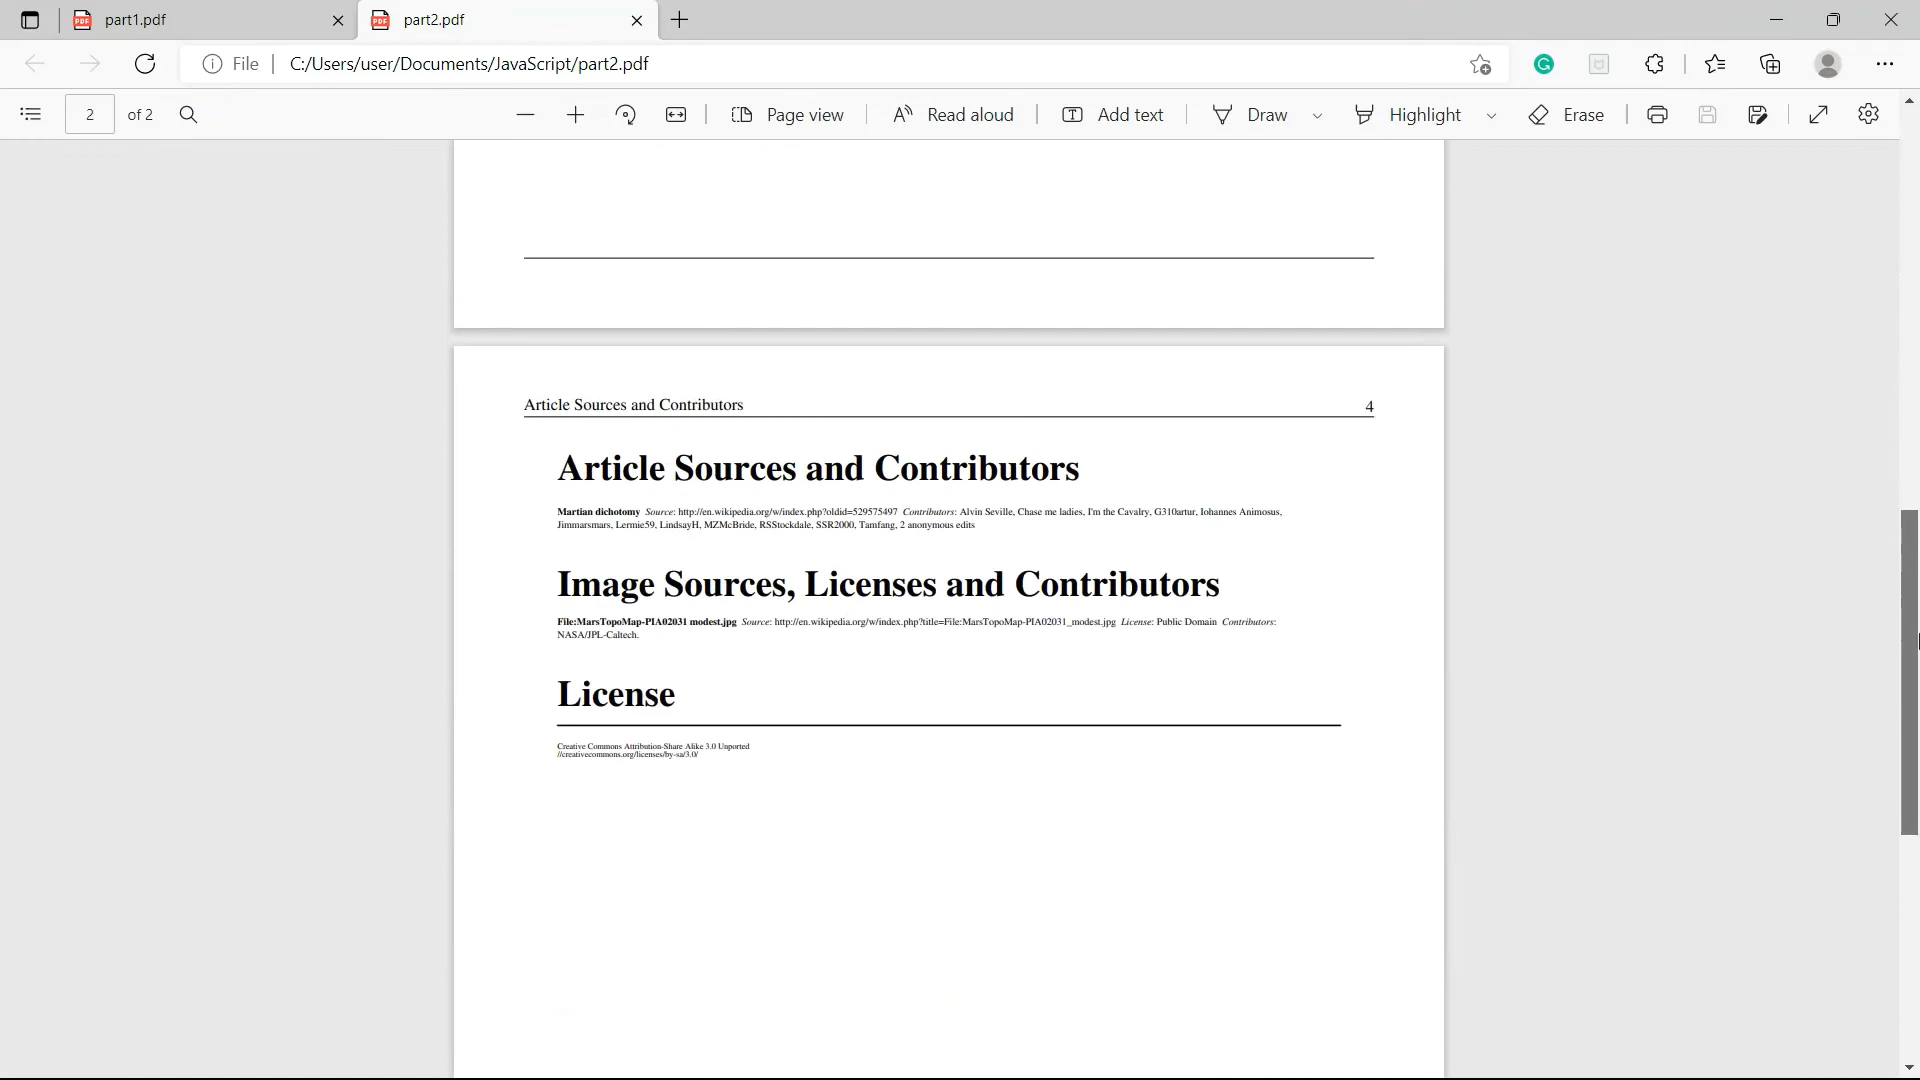 part1.pdf
part2.pdf
File
C:/Users/user/Documents/JavaScript/part2.pdf
2 of 2
Page view
Read aloud
Add text
Draw
Highlight
Erase
Article Sources and Contributors 4
Article Sources and Contributors
Martian dichotomy Source: http://en.wikipedia.org/w/index.php?oldid=529575497 Contributors: Alvin Seville, Chase me ladies, I'm the Cavalry, G310artur, Iohannes Animosus,
Jimmarsmars, Lermie59, LindsayH, MZMcBride, RSStockdale, SSR2000, Tamfang, 2 anonymous edits
Image Sources, Licenses and Contributors
File:MarsTopoMap-PIA02031 modest.jpg Source: http://en.wikipedia.org/w/index.php?title=File:MarsTopoMap-PIA02031_modest.jpg License: Public Domain Contributors:
NASA/JPL-Caltech.
License
Creative Commons Attribution-Share Alike 3.0 Unported
//creativecommons.org/licenses/by-sa/3.0/